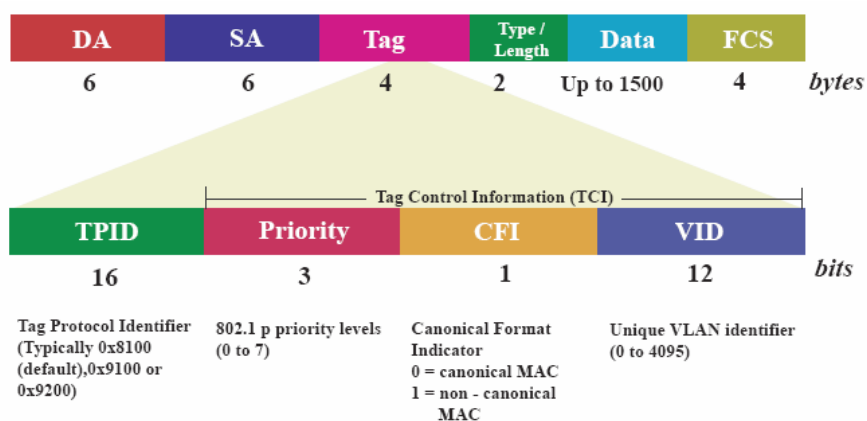 DA SA Tag Type / Length Data FCS
6 6 4 2 Up to 1500 4 bytes
Tag Control Information (TCI)
TPID Priority CFI VID
16 3 1 12 bits
Tag Protocol Identifier
(Typically 0x8100
(default),0x9100 or
0x9200)
802.1 p priority levels
(0 to 7)
Canonical Format
Indicator
0 = canonical MAC
1 = non - canonical
MAC
Unique VLAN identifier
(0 to 4095)